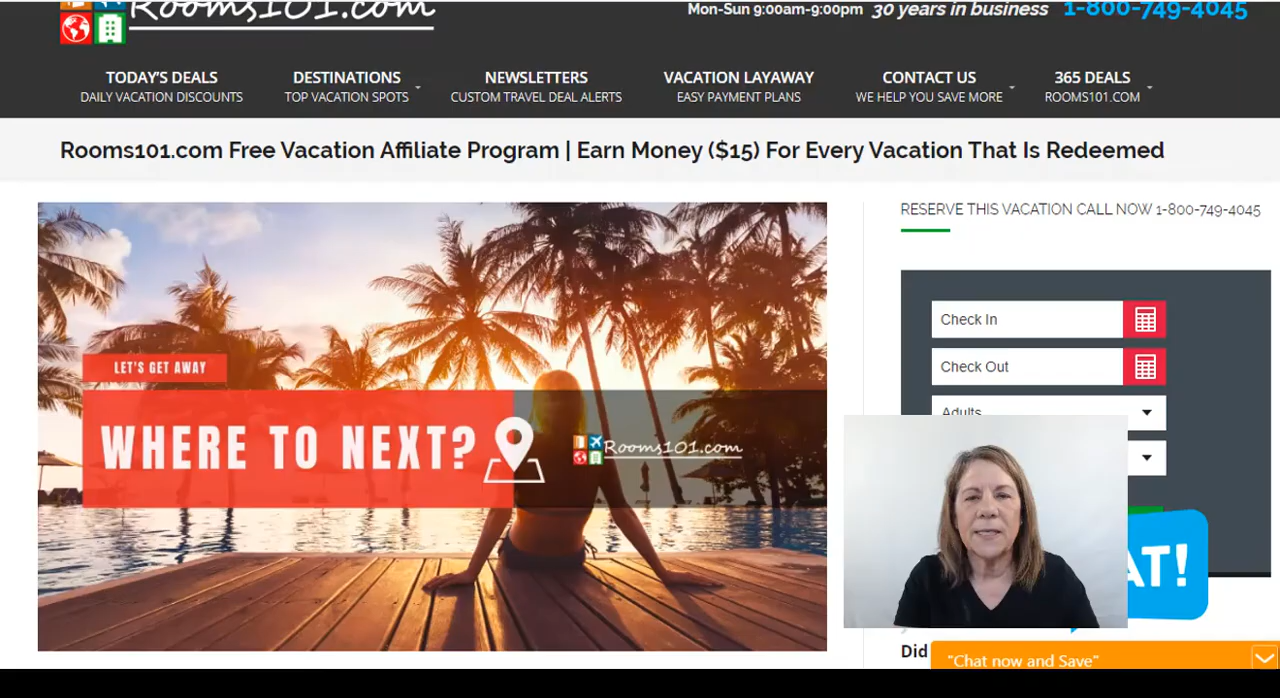 Rooms101.com
Mon-Sun 9:00am-9:00pm 30 years in business 1-800-749-4045
TODAY'S DEALS
DAILY VACATION DISCOUNTS
DESTINATIONS
TOP VACATION SPOTS
NEWSLETTERS
CUSTOM TRAVEL DEAL ALERTS
VACATION LAYAWAY
EASY PAYMENT PLANS
CONTACT US
WE HELP YOU SAVE MORE
365 DEALS
ROOMS101.COM
Rooms101.com Free Vacation Affiliate Program | Earn Money ($15) For Every Vacation That Is Redeemed
LET'S GET AWAY
WHERE TO NEXT?
Rooms101.com
RESERVE THIS VACATION CALL NOW 1-800-749-4045
Check In
Check Out
Adults
AT!
Did
"Chat now and Save"